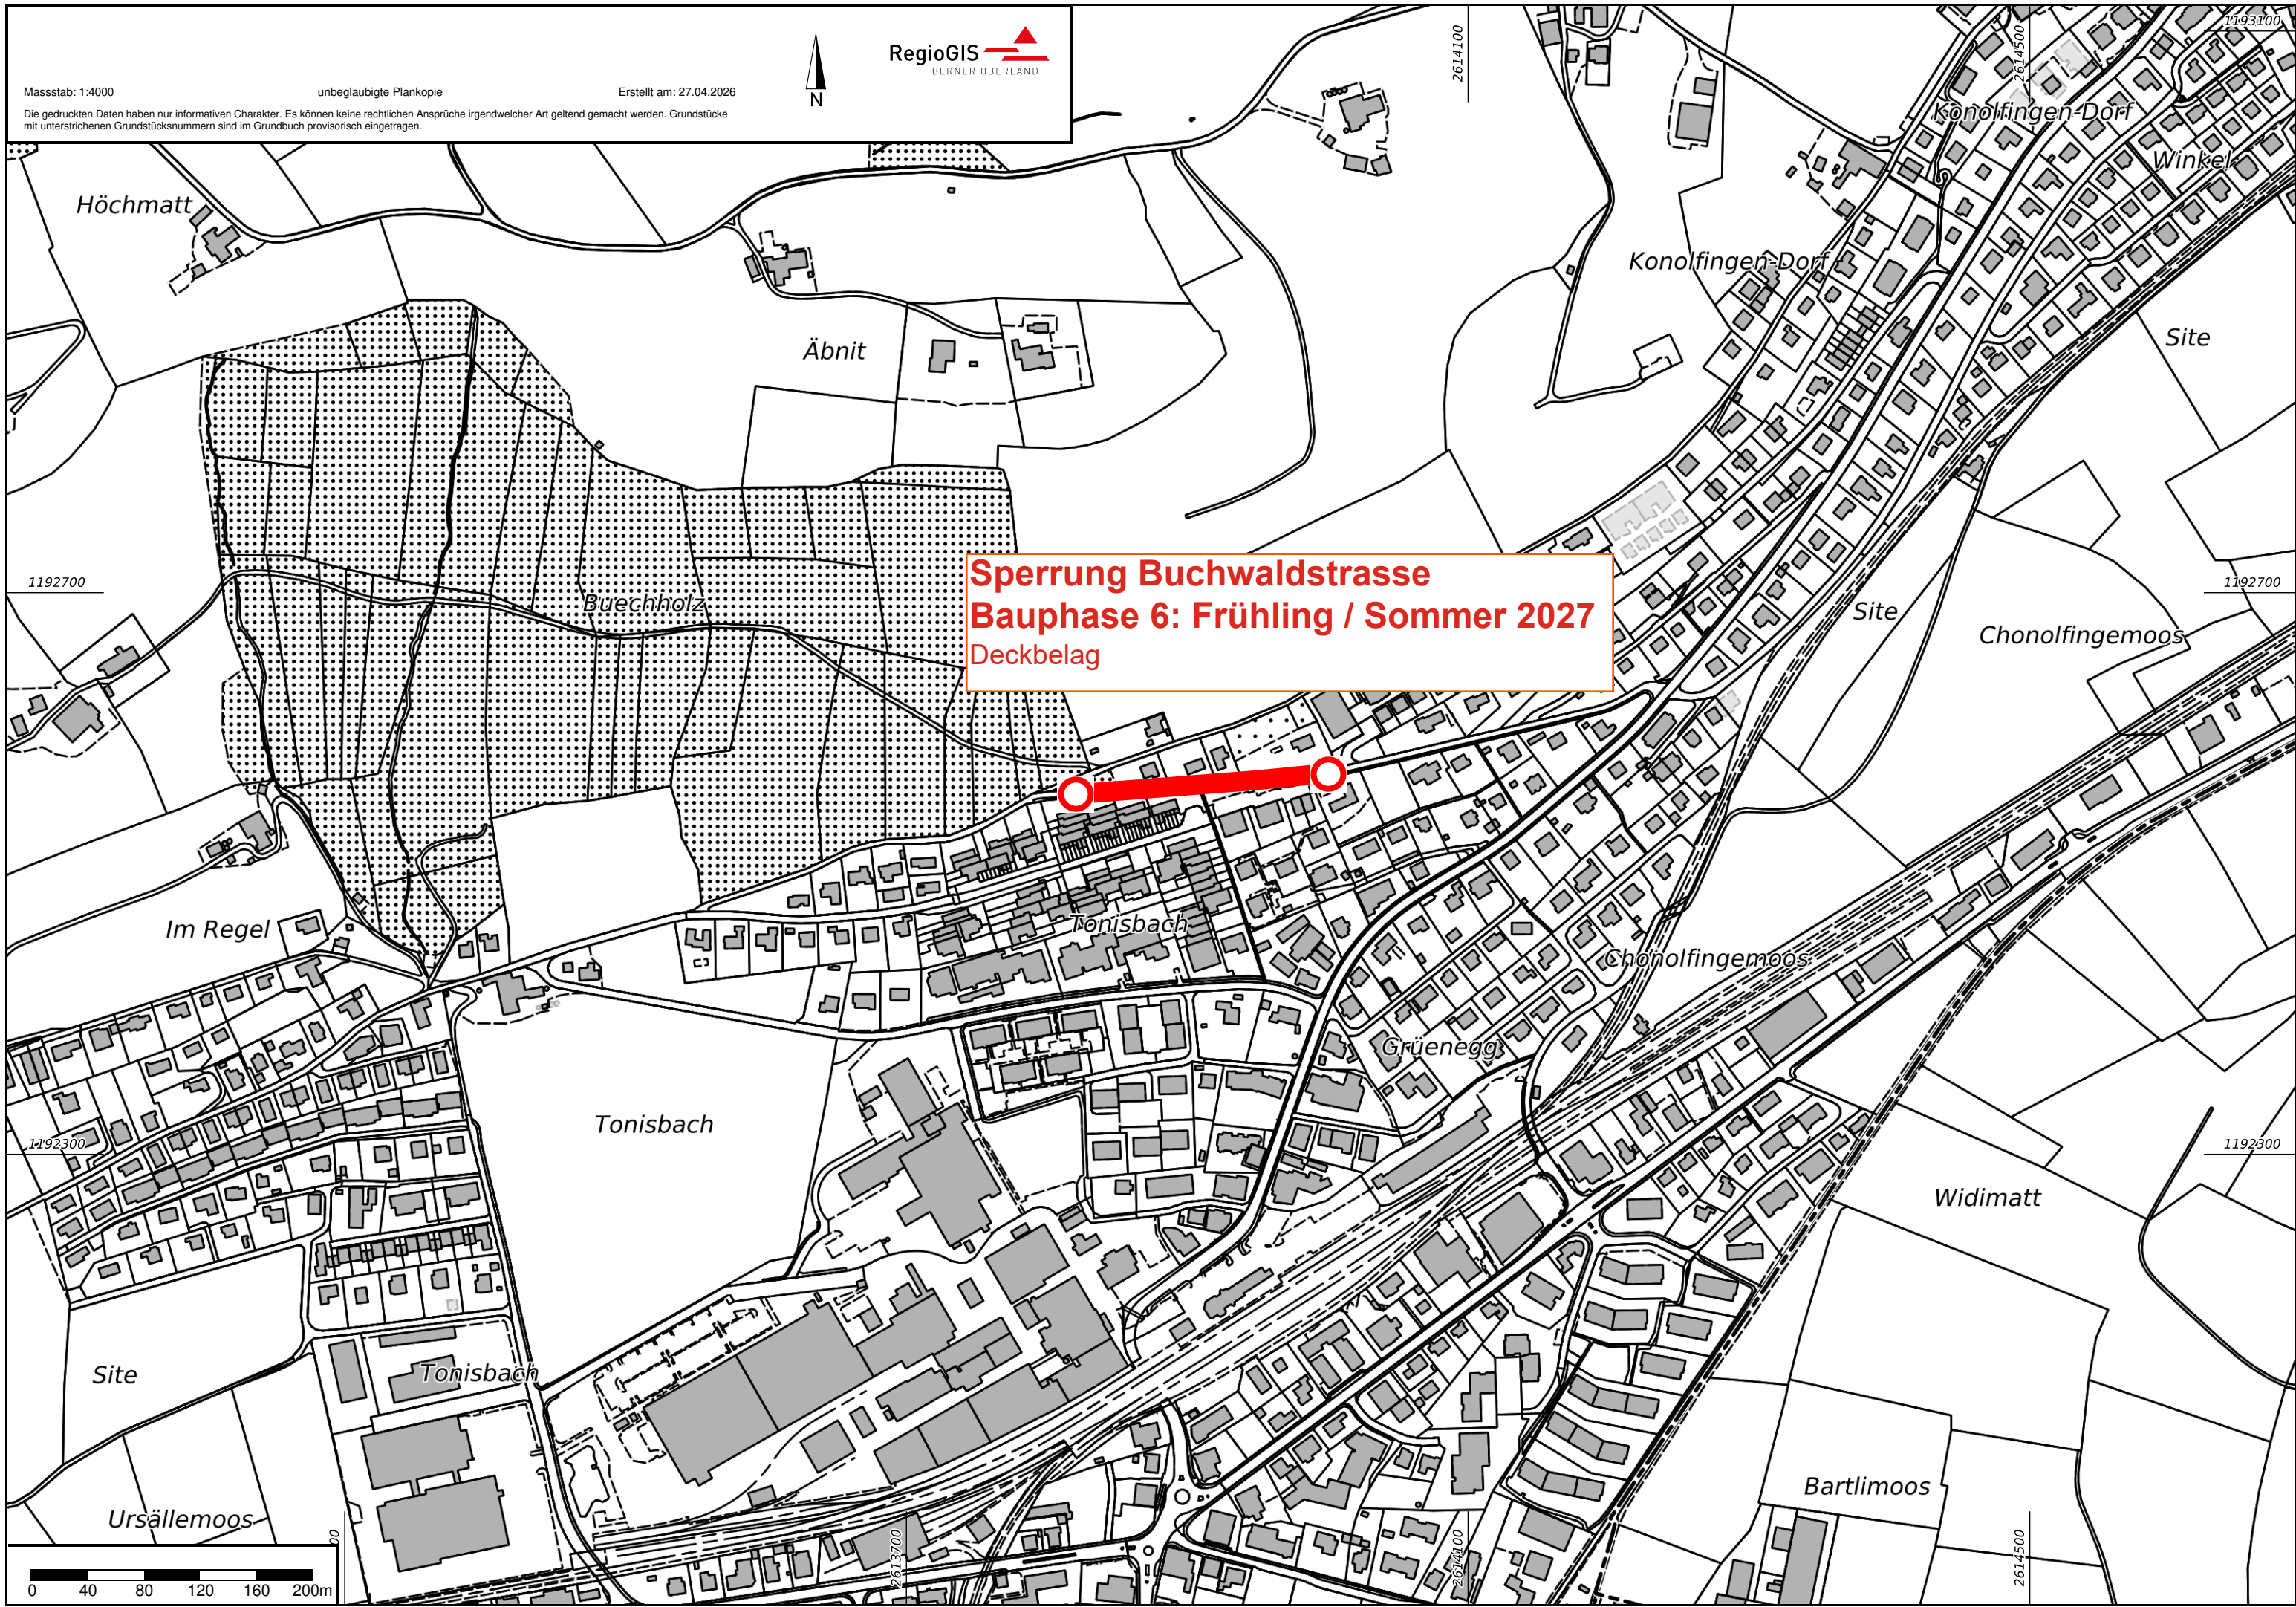 RegioGIS
BERNER OBERLAND
Massstab: 1:4000
unbeglaubigte Plankopie
Erstellt am: 27.04.2026
N
Die gedruckten Daten haben nur informativen Charakter. Es können keine rechtlichen Ansprüche irgendwelcher Art geltend gemacht werden. Grundstücke
mit unterstrichenen Grundstücksnummern sind im Grundbuch provisorisch eingetragen.
2614100
2614500
1193100
Konolfingen-Dorf
Winkel
Höchmatt
Konolfingen-Dorf
Site
Äbnit
1192700
1192700
Buechholz
Sperrung Buchwaldstrasse
Bauphase 6: Frühling / Sommer 2027
Deckbelag
Site
Chonolfingemoos
Im Regel
Tonisbach
Chonolfingemoos
Grüenegg
Tonisbach
1192300
1192300
Widimatt
Site
Tonisbach
Bartlimoos
Ursällemoos
00
2613700
2614100
2614500
0 40 80 120 160 200m